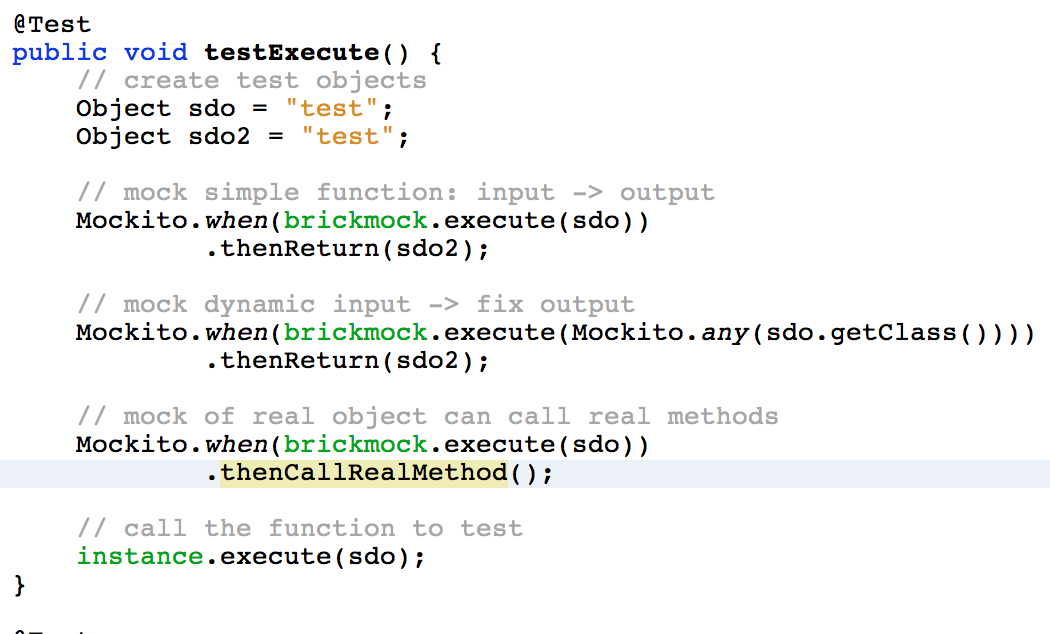 @Test
public void testExecute() {
    // create test objects
    Object sdo = "test";
    Object sdo2 = "test";

    // mock simple function: input -> output
    Mockito.when(brickmock.execute(sdo))
            .thenReturn(sdo2);

    // mock dynamic input -> fix output
    Mockito.when(brickmock.execute(Mockito.any(sdo.getClass())))
            .thenReturn(sdo2);

    // mock of real object can call real methods
    Mockito.when(brickmock.execute(sdo))
            .thenCallRealMethod();

    // call the function to test
    instance.execute(sdo);
}